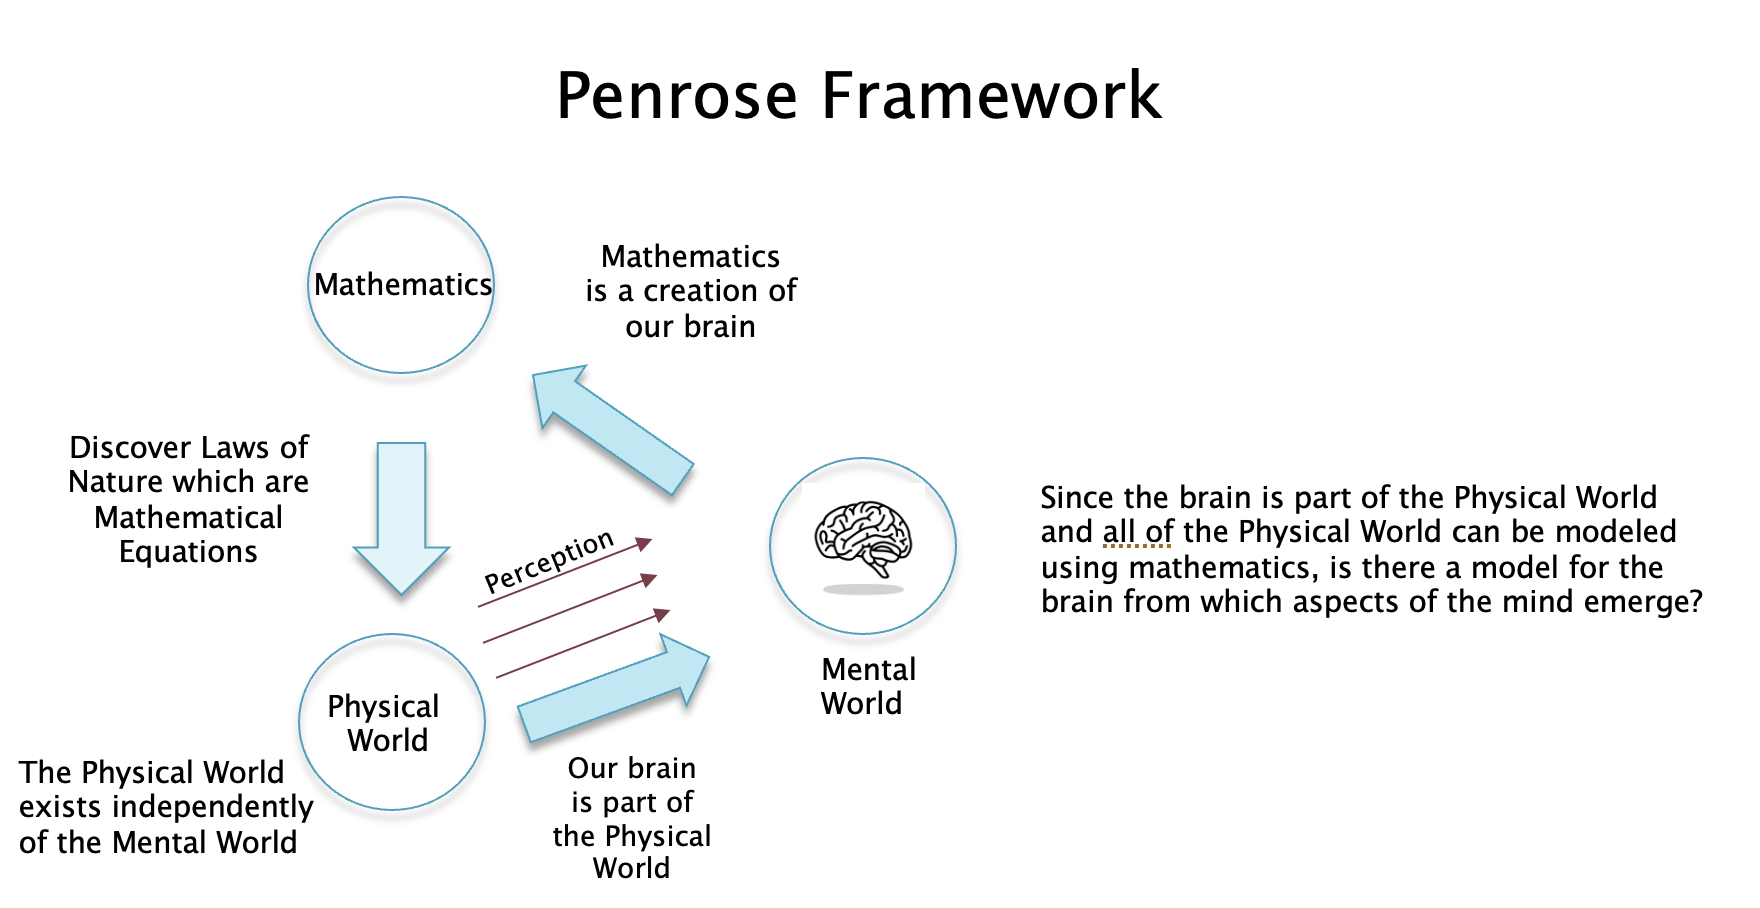 Penrose Framework
Mathematics
Mathematics
is a creation of
our brain
Discover Laws of
Nature which are
Mathematical
Equations
Perception
Since the brain is part of the Physical World
and all of the Physical World can be modeled
using mathematics, is there a model for the
brain from which aspects of the mind emerge?
Mental
World
Physical
World
The Physical World
exists independently
of the Mental World
Our brain
is part of
the Physical
World